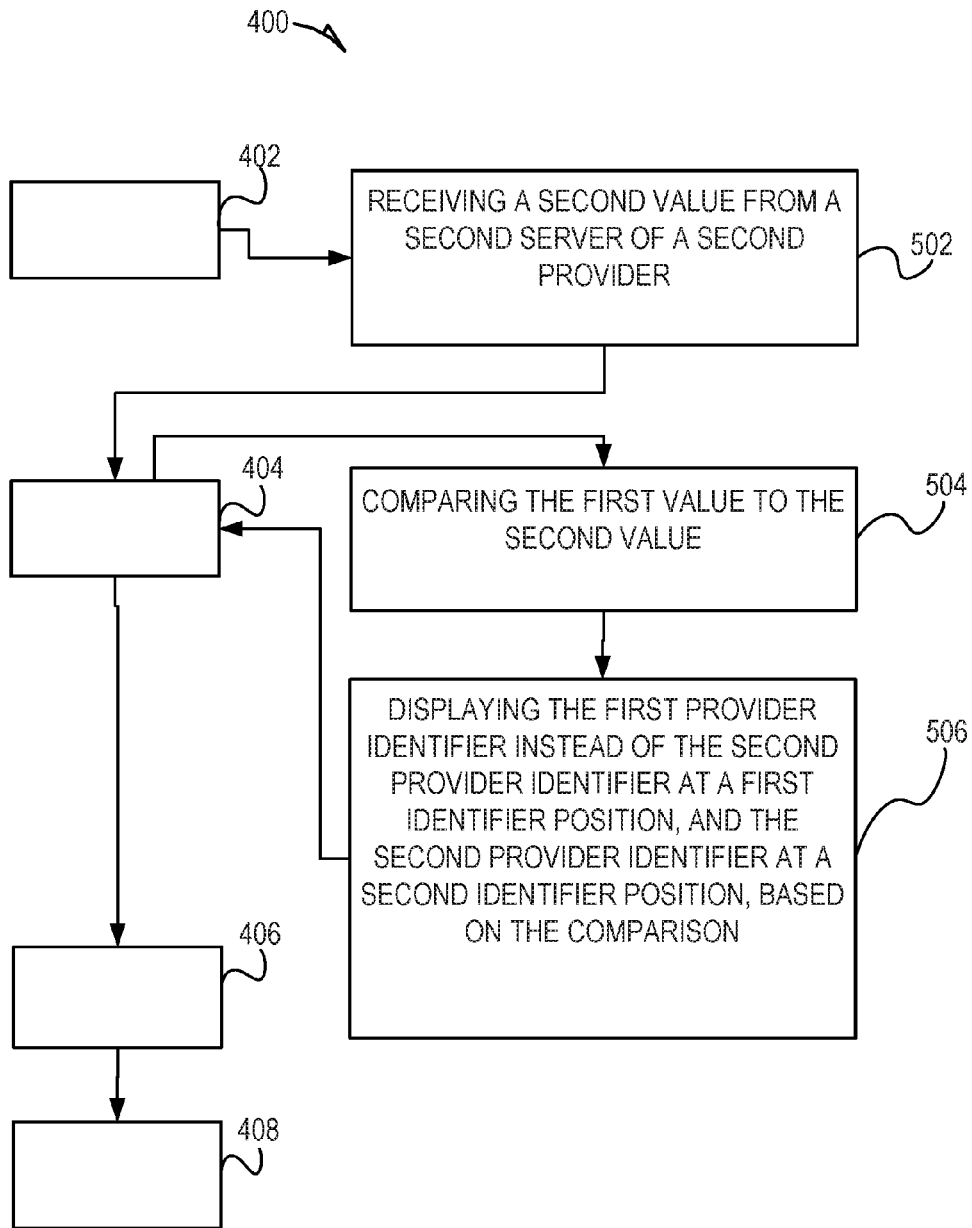 400
402
RECEIVING A SECOND VALUE FROM A
SECOND SERVER OF A SECOND
PROVIDER
502
404
COMPARING THE FIRST VALUE TO THE
SECOND VALUE
504
DISPLAYING THE FIRST PROVIDER
IDENTIFIER INSTEAD OF THE SECOND
PROVIDER IDENTIFIER AT A FIRST
IDENTIFIER POSITION, AND THE
SECOND PROVIDER IDENTIFIER AT A
SECOND IDENTIFIER POSITION, BASED
ON THE COMPARISON
506
406
408